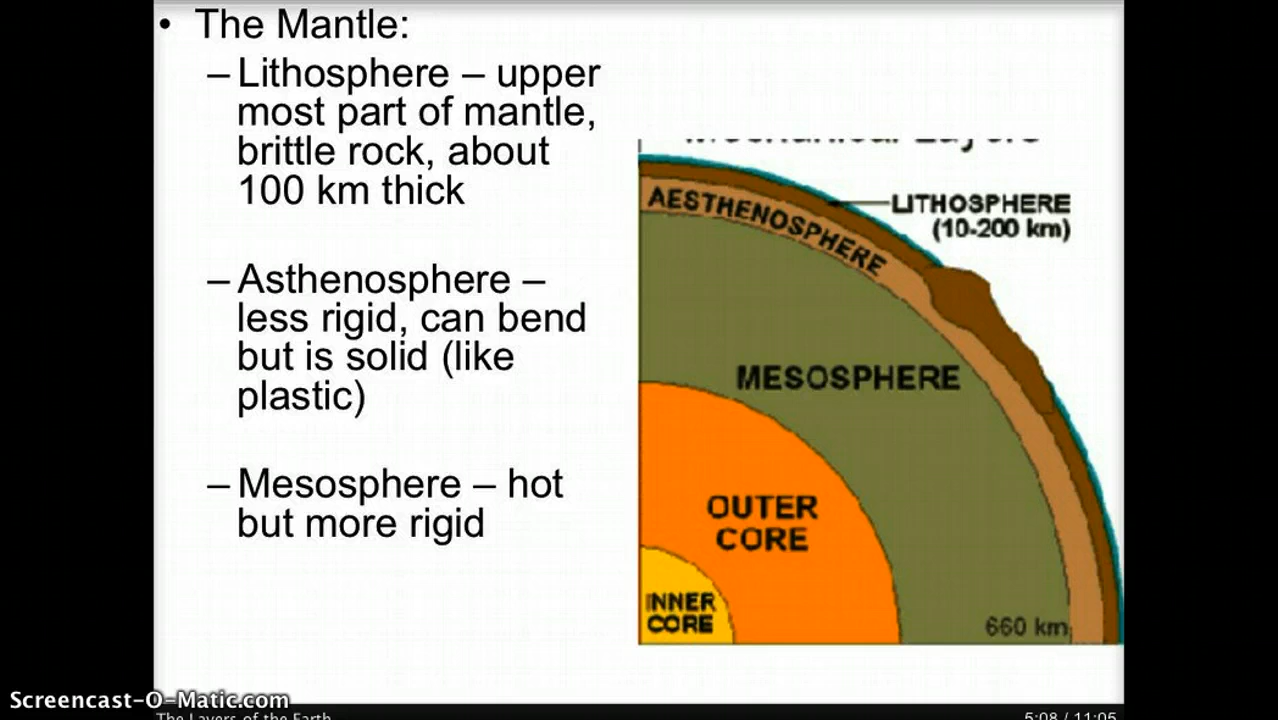 • The Mantle:
– Lithosphere – upper
most part of mantle,
brittle rock, about
100 km thick
– Asthenosphere –
less rigid, can bend
but is solid (like
plastic)
– Mesosphere – hot
but more rigid
Mechanical Layers
AESTHENOSPHERE
LITHOSPHERE
(10-200 km)
MESOSPHERE
OUTER
CORE
INNER
CORE
660 km
Screencast-O-Matic.com
The Layers of the Earth
5:08 / 11:05